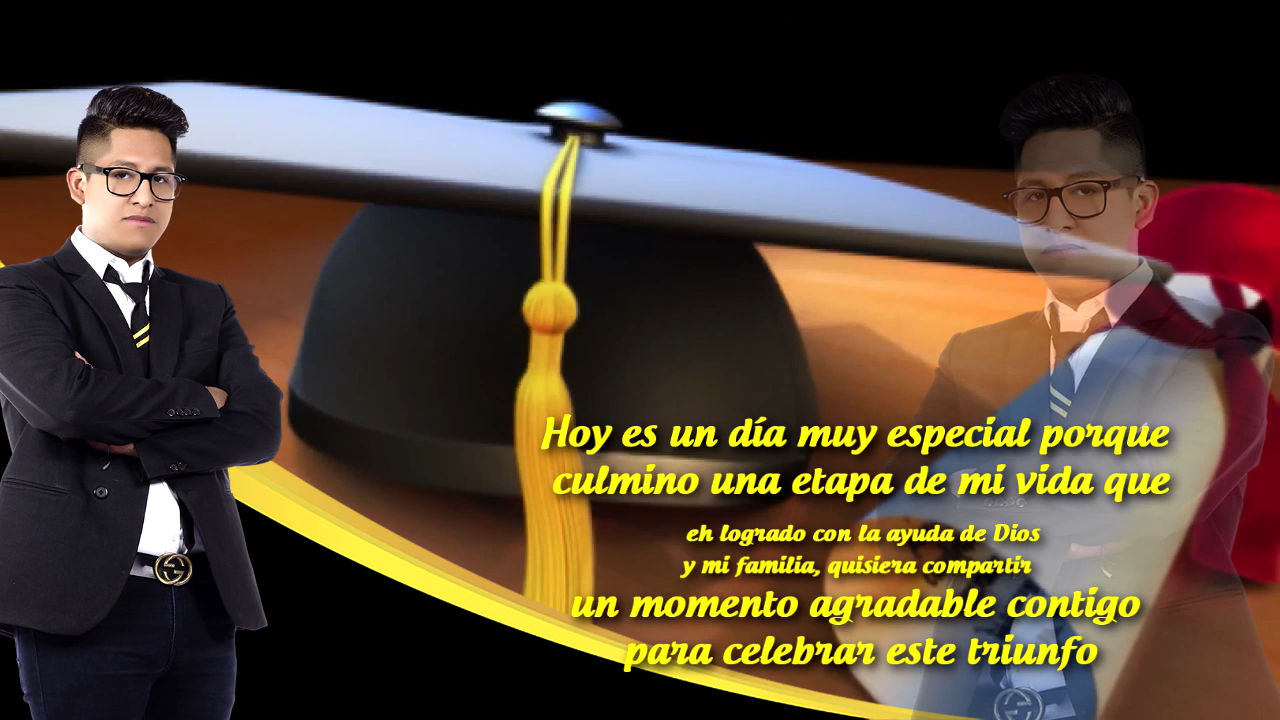 Hoy es un día muy especial porque
culmino una etapa de mi vida que
eh logrado con la ayuda de Dios
y mi familia, quisiera compartir
un momento agradable contigo
para celebrar este triunfo